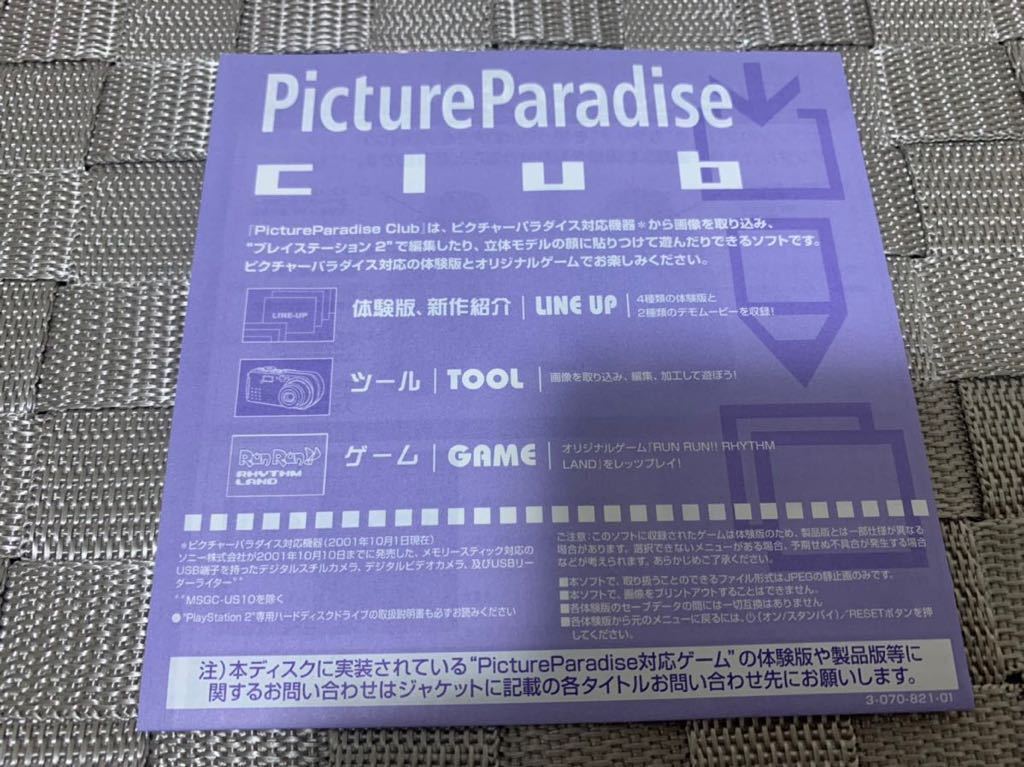 PictureParadise
club
『PictureParadise Club』は、ピクチャーパラダイス対応機器＊から画像を取り込み、
“プレイステーション 2”で編集したり、立体モデルの顔に貼りつけて遊んだりできるソフトです。
ピクチャーパラダイス対応の体験版とオリジナルゲームでお楽しみください。
LINE-UP
体験版、新作紹介 | LINE UP | 4種類の体験版と
2種類のデモムービーを収録!
ツール | TOOL | 画像を取り込み、編集、加工して遊ぼう!
Run Run!!
RHYTHM
LAND
ゲーム | GAME | オリジナルゲーム『RUN RUN!! RHYTHM
LAND』をレッツプレイ!
＊ピクチャーパラダイス対応機器(2001年10月1日現在)
ソニー株式会社が2001年10月10日までに発売した、メモリースティック対応の
USB端子を持ったデジタルスチルカメラ、デジタルビデオカメラ、及びUSBリー
ダーライター＊＊
＊＊MSGC-US10を除く
●“PlayStation 2”専用ハードディスクドライブの取扱説明書も必ずお読みください
ご注意:このソフトに収録されたゲームは体験版のため、製品版とは一部仕様が異なる
場合があります。選択できないメニューがある場合、予期せぬ不具合が発生する場合
などが考えられます。あらかじめご了承ください。
■本ソフトで、取り扱うことのできるファイル形式はJPEGの静止画のみです。
■本ソフトで、画像をプリントアウトすることはできません。
■各体験版のセーブデータの間には一切互換はありません
■各体験版から元のメニューに戻るには、⏻(オン/スタンバイ)/RESETボタンを押
してください。
注)本ディスクに実装されている“PictureParadise対応ゲーム”の体験版や製品版等に
関するお問い合わせはジャケットに記載の各タイトルお問い合わせ先にお願いします。
3-070-821-01